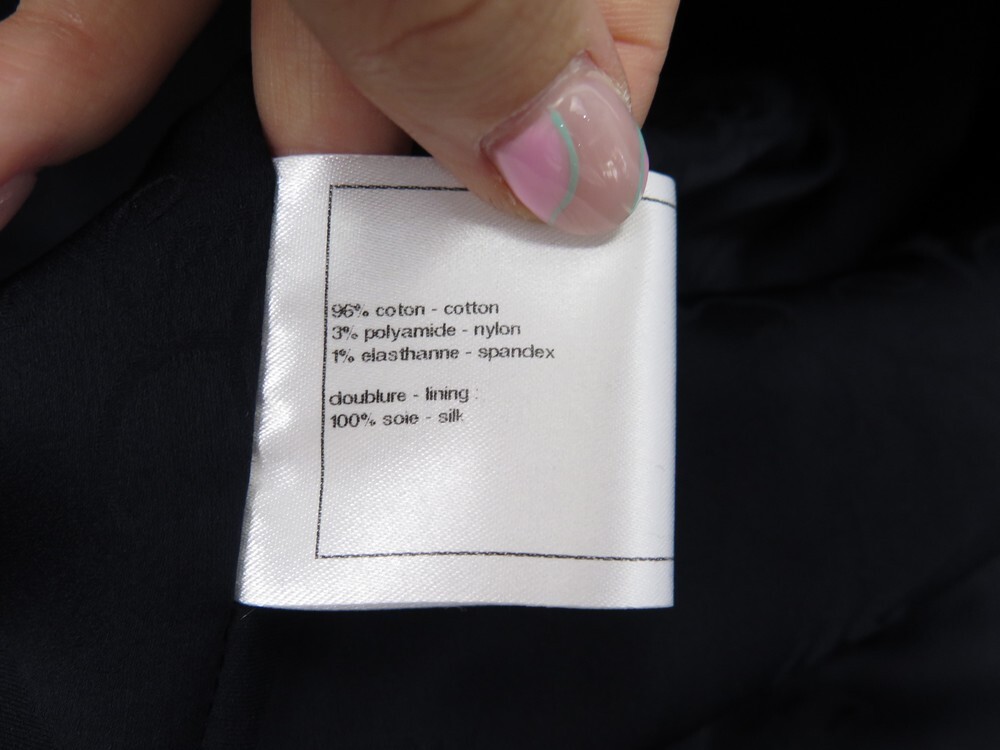 96% coton - cotton
3% polyamide - nylon
1% elasthanne - spandex
doublure - lining :
100% soie - silk